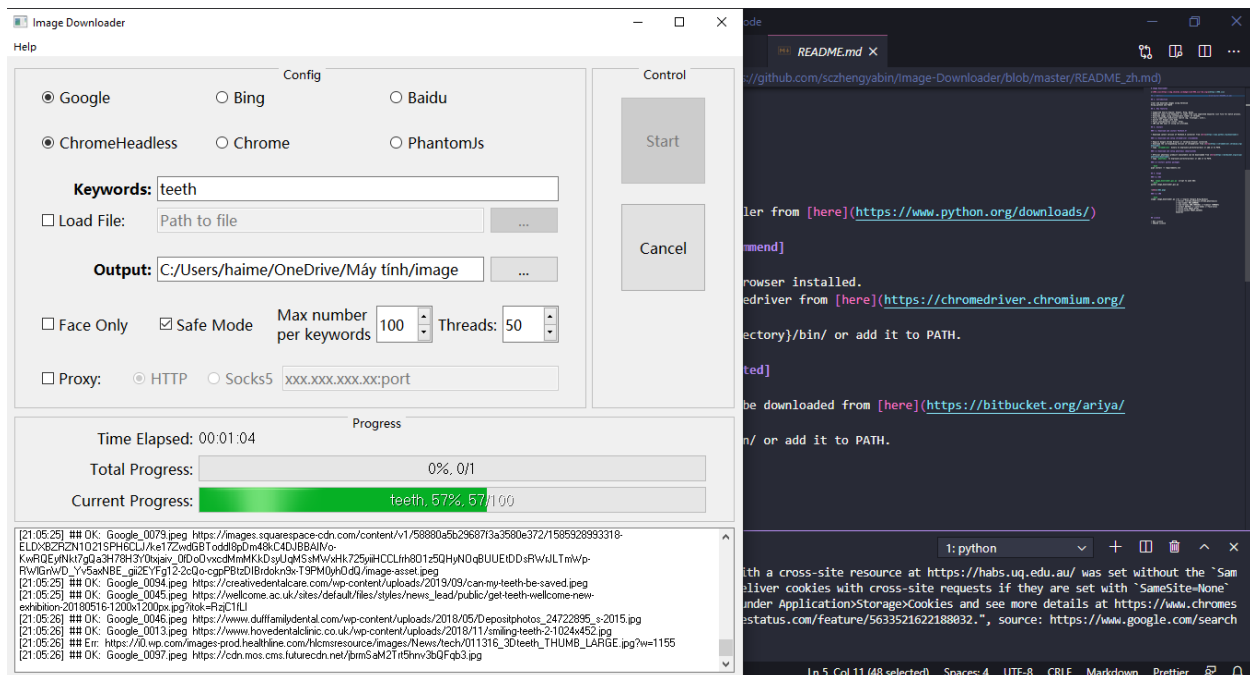 Image Downloader
Help
Config
Google
Bing
Baidu
ChromeHeadless
Chrome
PhantomJs
Keywords: teeth
Load File: Path to file ...
Output: C:/Users/haime/OneDrive/Máy tính/image ...
Face Only
Safe Mode
Max number
per keywords 100
Threads: 50
Proxy:
HTTP
Socks5
xxx.xxx.xxx.xx:port
Control
Start
Cancel
Progress
Time Elapsed: 00:01:04
Total Progress: 0%, 0/1
Current Progress: teeth, 57%, 57/100
[21:05:25] ## OK: Google_0079.jpeg https://images.squarespace-cdn.com/content/v1/58880a5b29687f3a3580e372/1585928993318-
[21:05:25] ## OK: Google_0094.jpeg https://creativedentalcare.com/wp-content/uploads/2019/09/can-my-teeth-be-saved.jpeg
[21:05:25] ## OK: Google_0045.jpeg https://wellcome.ac.uk/sites/default/files/styles/news_lead/public/get-teeth-wellcome-new-
exhibition-20180516-1200x1200px.jpg?itok=RzjC1fLI
[21:05:26] ## OK: Google_0046.jpeg https://www.dufffamilydental.com/wp-content/uploads/2018/05/Depositphotos_24722895_s-2015.jpg
[21:05:26] ## OK: Google_0013.jpeg https://www.hovedentalclinic.co.uk/wp-content/uploads/2018/11/smiling-teeth-2-1024x452.jpg
[21:05:26] ## Err: https://i0.wp.com/images-prod.healthline.com/hlcmsresource/images/News/tech/011316_3Dteeth_THUMB_LARGE.jpg?w=1155
[21:05:26] ## OK: Google_0097.jpeg https://cdn.mos.cms.futurecdn.net/jbrmSaM2Trt5hnv3bQFqb3.jpg
ode
README.md
s://github.com/sczhengyabin/Image-Downloader/blob/master/README_zh.md)
ler from [here](https://www.python.org/downloads/)
mmend]
rowser installed.
edriver from [here](https://chromedriver.chromium.org/
ectory}/bin/ or add it to PATH.
ted]
be downloaded from [here](https://bitbucket.org/ariya/
n/ or add it to PATH.
1: python
ith a cross-site resource at https://habs.uq.edu.au/ was set without the `Sam
eliver cookies with cross-site requests if they are set with `SameSite=None`
under Application>Storage>Cookies and see more details at https://www.chromes
estatus.com/feature/5633521622188032.", source: https://www.google.com/search
Ln 5, Col 11 (48 selected) Spaces: 4 UTF-8 CRLF Markdown Prettier